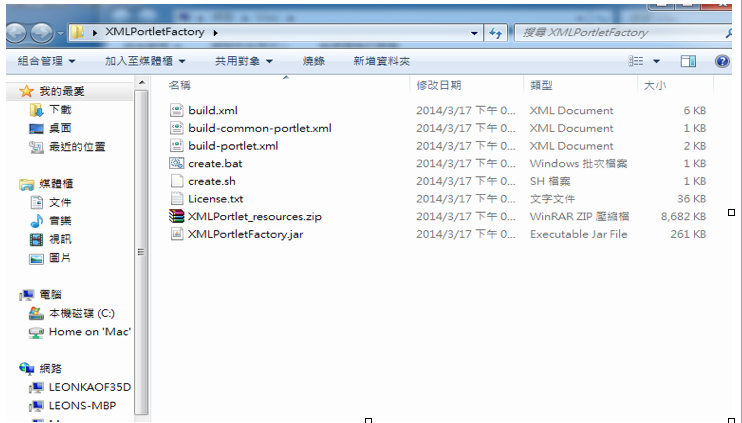 XMLPortletFactory
搜尋 XMLPortletFactory
組合管理 加入至媒體櫃 共用對象 燒錄 新增資料夾
名稱 修改日期 類型 大小
build.xml 2014/3/17 下午 0... XML Document 6 KB
build-common-portlet.xml 2014/3/17 下午 0... XML Document 1 KB
build-portlet.xml 2014/3/17 下午 0... XML Document 2 KB
create.bat 2014/3/17 下午 0... Windows 批次檔案 1 KB
create.sh 2014/3/17 下午 0... SH 檔案 1 KB
License.txt 2014/3/17 下午 0... 文字文件 36 KB
XMLPortlet_resources.zip 2014/3/17 下午 0... WinRAR ZIP 壓縮檔 8,682 KB
XMLPortletFactory.jar 2014/3/17 下午 0... Executable Jar File 261 KB
我的最愛
下載
桌面
最近的位置
媒體櫃
文件
音樂
視訊
圖片
電腦
本機磁碟 (C:)
Home on 'Mac'
網路
LEONKAOF35D
LEONS-MBP